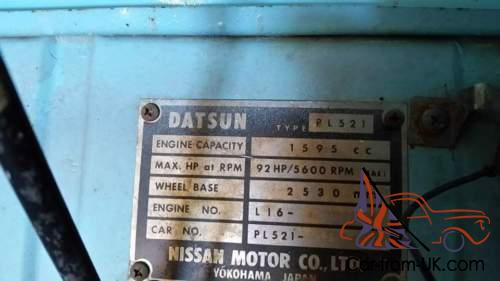 DATSUN TYPE PL521
ENGINE CAPACITY 1595 cc
MAX. HP at RPM 92HP/5600 RPM
WHEEL BASE 2530
ENGINE NO. L16-
CAR NO. PL521-
NISSAN MOTOR CO., LTD
YOKOHAMA JAPAN
Car-from-UK.com